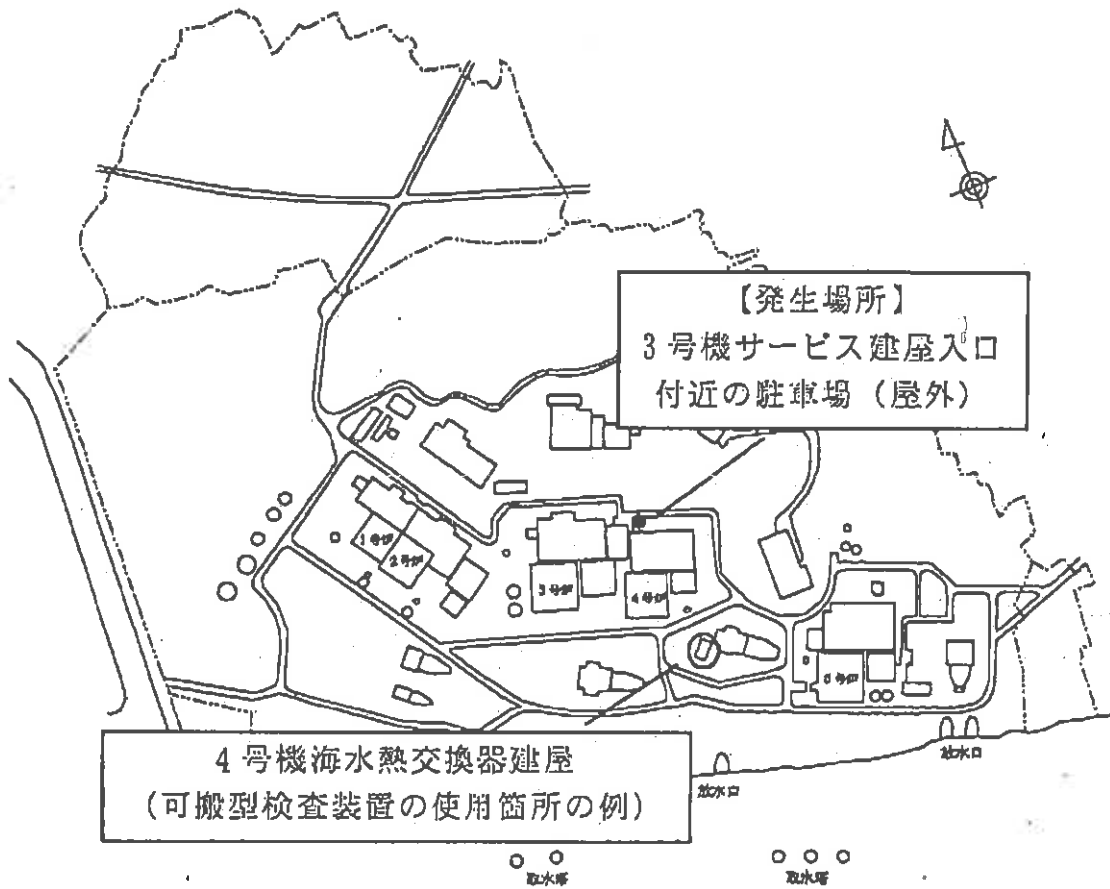 【発生場所】
3号機サービス建屋入口
付近の駐車場（屋外）
1号炉
2号炉
3号炉
4号炉
5号炉
4号機海水熱交換器建屋
（可搬型検査装置の使用箇所の例）
放水口
放水口
取水塔
取水塔